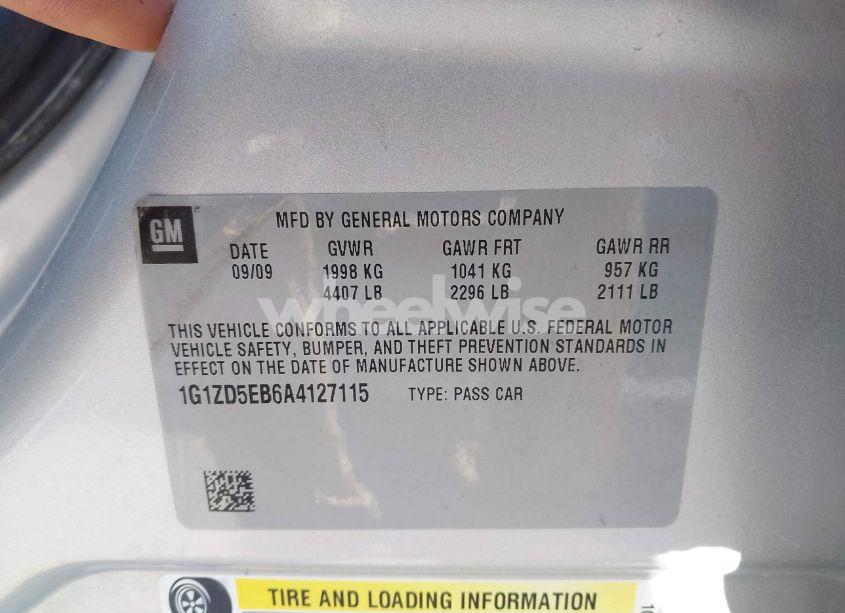 GM
MFD BY GENERAL MOTORS COMPANY
DATE GVWR GAWR FRT GAWR RR
09/09 1998 KG 1041 KG 957 KG
4407 LB 2296 LB 2111 LB
wheelwise
THIS VEHICLE CONFORMS TO ALL APPLICABLE U.S. FEDERAL MOTOR
VEHICLE SAFETY, BUMPER, AND THEFT PREVENTION STANDARDS IN
EFFECT ON THE DATE OF MANUFACTURE SHOWN ABOVE.
1G1ZD5EB6A4127115 TYPE: PASS CAR
TIRE AND LOADING INFORMATION